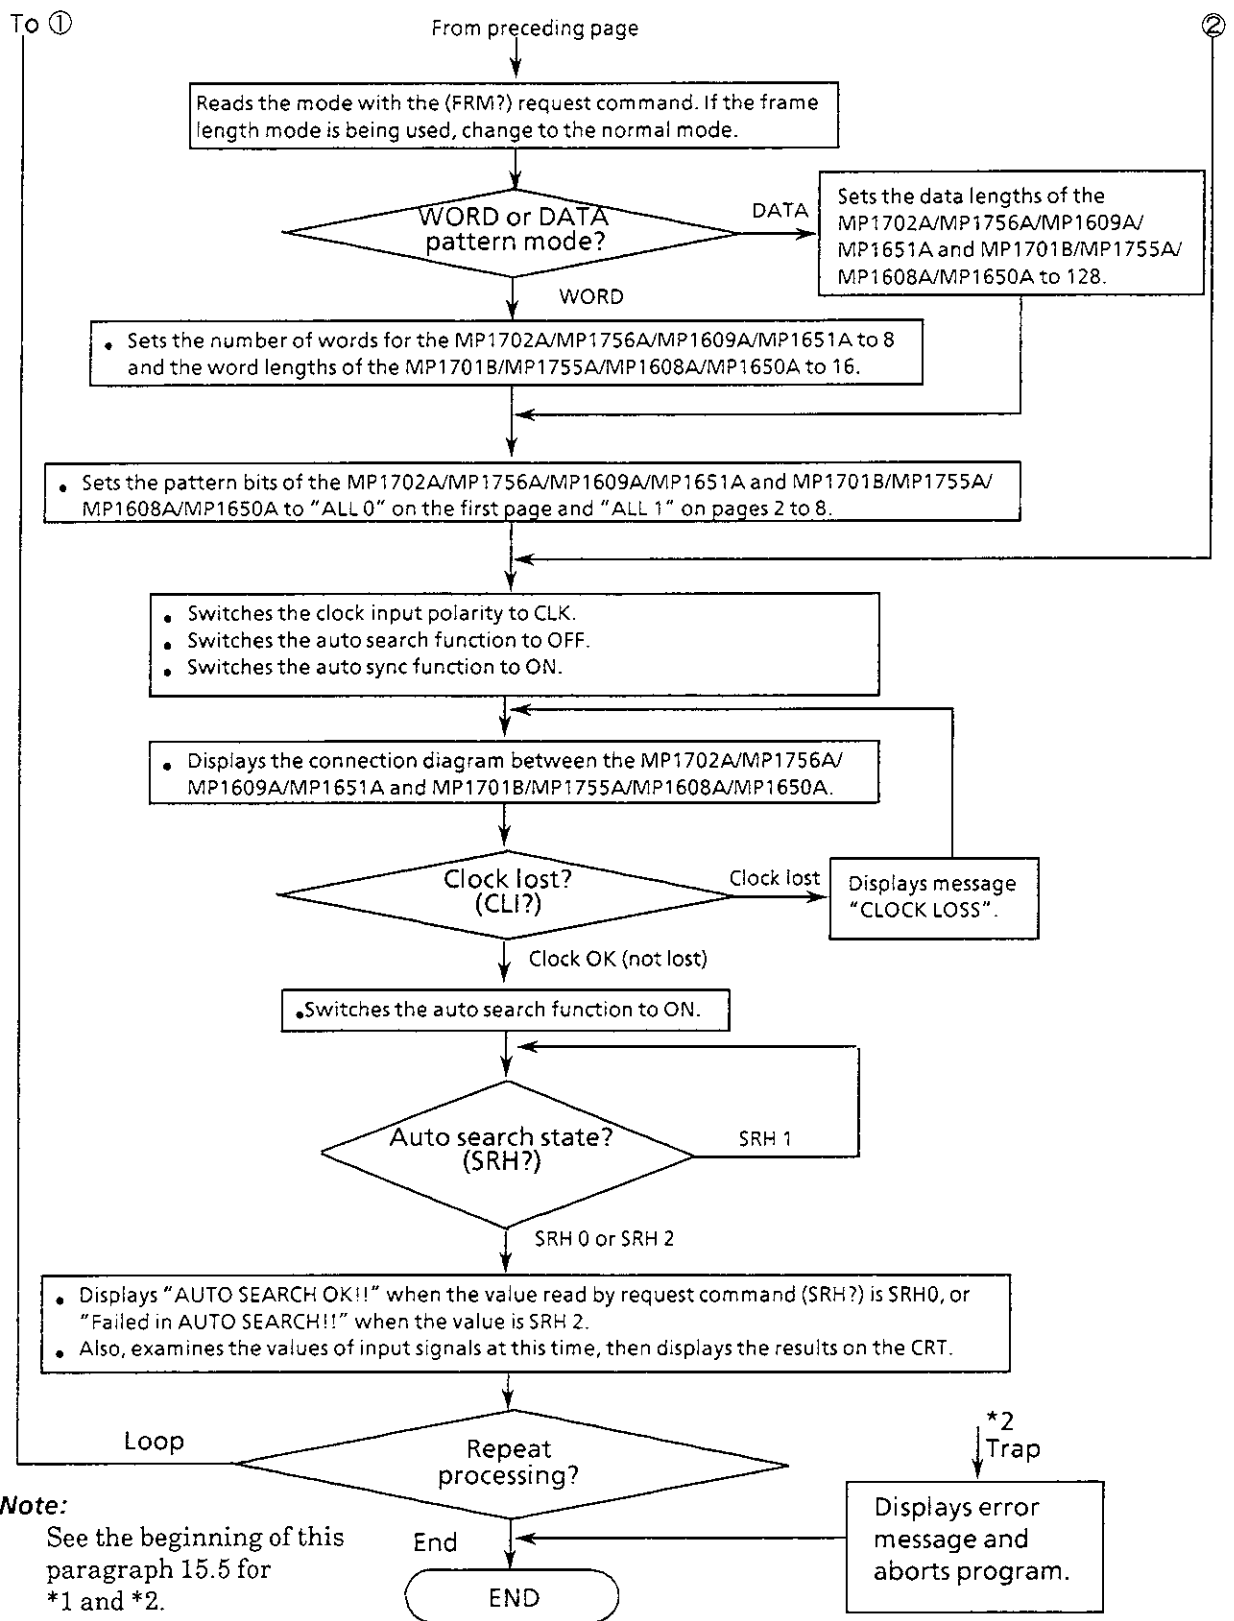 To ①
From preceding page
②
Reads the mode with the (FRM?) request command. If the frame
length mode is being used, change to the normal mode.
WORD or DATA
pattern mode?
DATA
Sets the data lengths of the
MP1702A/MP1756A/MP1609A/
MP1651A and MP1701B/MP1755A/
MP1608A/MP1650A to 128.
WORD
• Sets the number of words for the MP1702A/MP1756A/MP1609A/MP1651A to 8
and the word lengths of the MP1701B/MP1755A/MP1608A/MP1650A to 16.
• Sets the pattern bits of the MP1702A/MP1756A/MP1609A/MP1651A and MP1701B/MP1755A/
MP1608A/MP1650A to "ALL 0" on the first page and "ALL 1" on pages 2 to 8.
• Switches the clock input polarity to CLK.
• Switches the auto search function to OFF.
• Switches the auto sync function to ON.
• Displays the connection diagram between the MP1702A/MP1756A/
MP1609A/MP1651A and MP1701B/MP1755A/MP1608A/MP1650A.
Clock lost?
(CLI?)
Clock lost
Displays message
"CLOCK LOSS".
Clock OK (not lost)
•Switches the auto search function to ON.
Auto search state?
(SRH?)
SRH 1
SRH 0 or SRH 2
• Displays "AUTO SEARCH OK!!" when the value read by request command (SRH?) is SRH0, or
"Failed in AUTO SEARCH!!" when the value is SRH 2.
• Also, examines the values of input signals at this time, then displays the results on the CRT.
Loop
Repeat
processing?
*2
Trap
Displays error
message and
aborts program.
Note:
See the beginning of this
paragraph 15.5 for
*1 and *2.
End
END